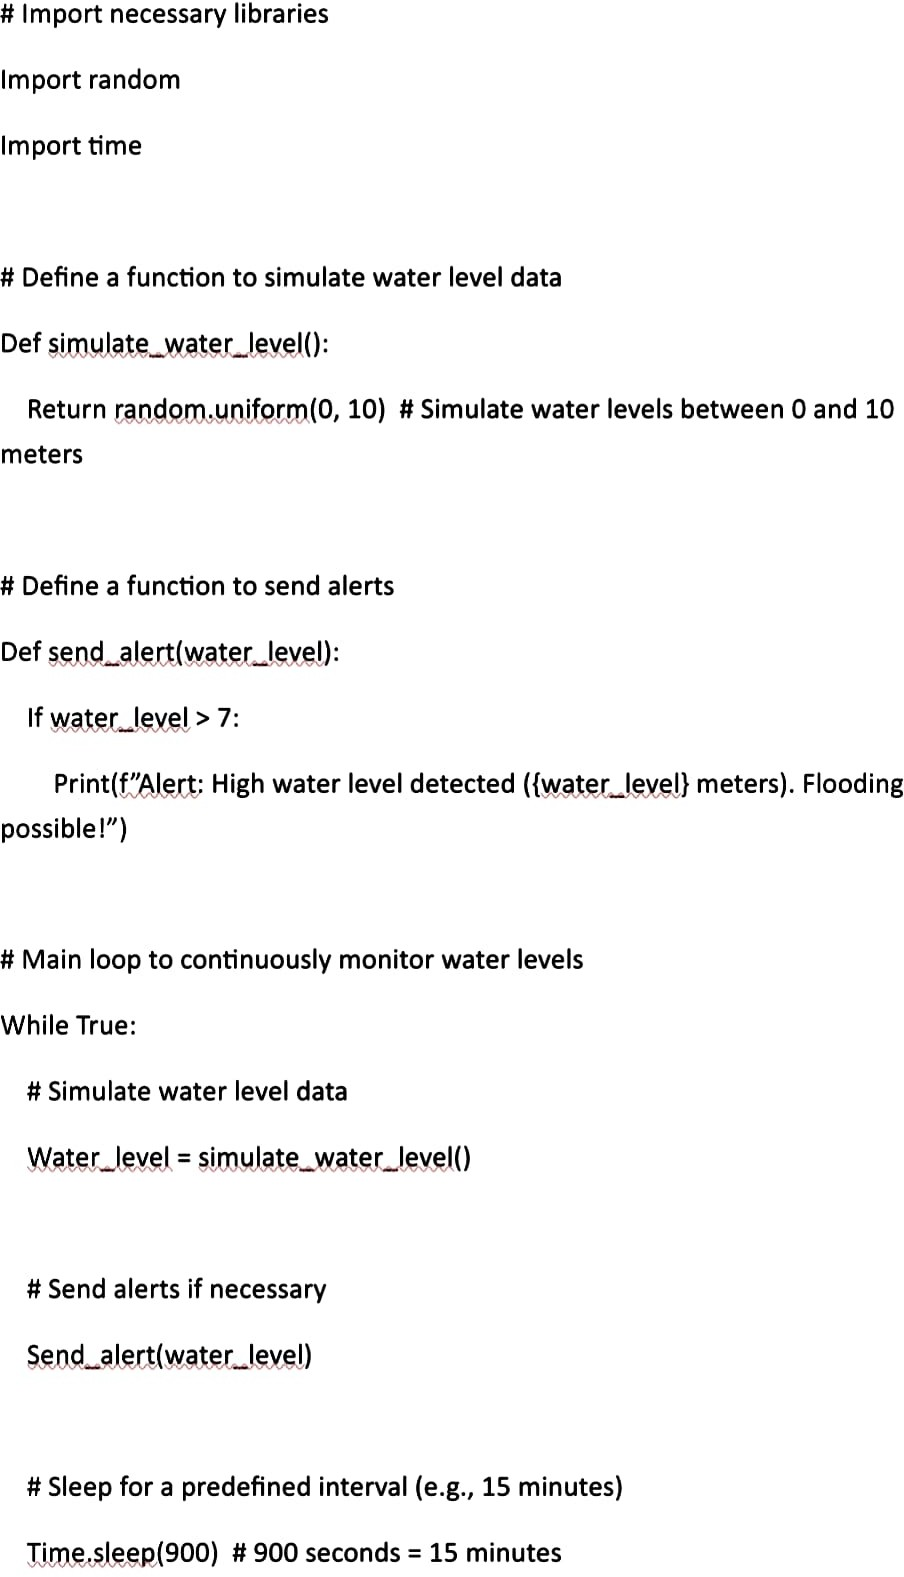 # Import necessary libraries
Import random
Import time
# Define a function to simulate water level data
Def simulate_water_level():
Return random.uniform(0, 10)  # Simulate water levels between 0 and 10
meters
# Define a function to send alerts
Def send_alert(water_level):
If water_level > 7:
Print(f”Alert: High water level detected ({water_level} meters). Flooding
possible!”)
# Main loop to continuously monitor water levels
While True:
# Simulate water level data
Water_level = simulate_water_level()
# Send alerts if necessary
Send_alert(water_level)
# Sleep for a predefined interval (e.g., 15 minutes)
Time.sleep(900)  # 900 seconds = 15 minutes